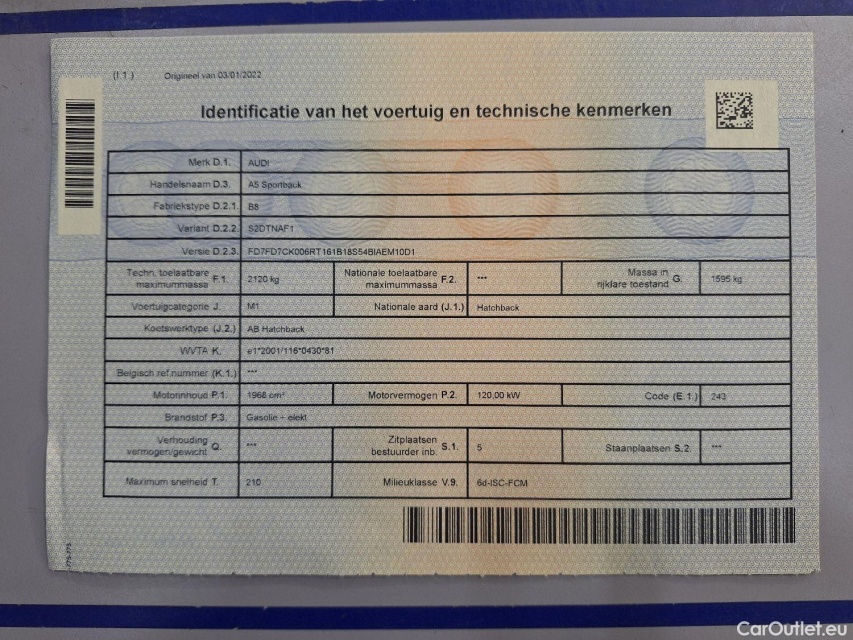 (I.1) Origineel van 03/01/2022
Identificatie van het voertuig en technische kenmerken
Merk D.1. AUDI
Handelsnaam D.3. A5 Sportback
Fabriekstype D.2.1. B8
Variant D.2.2. S2DTNAF1
Versie D.2.3. FD7FD7CK006RT161B18S54BIAEM10D1
Techn. toelaatbare maximummassa F.1. 2120 kg Nationale toelaatbare maximummassa F.2. *** Massa in rijklare toestand G. 1595 kg
Voertuigcategorie J. M1 Nationale aard (J.1.) Hatchback
Koetswerktype (J.2.) AB Hatchback
WVTA K. e1*2001/116*0430*81
Belgisch ref.nummer (K.1.) ***
Motorinhoud P.1. 1968 cm³ Motorvermogen P.2. 120,00 kW Code (E.1.) 243
Brandstof P.3. Gasolie + elekt
Verhouding vermogen/gewicht Q. *** Zitplaatsen bestuurder inb. S.1. 5 Staanplaatsen S.2. ***
Maximum snelheid T. 210 Milieuklasse V.9. 6d-ISC-FCM
CarOutlet.eu